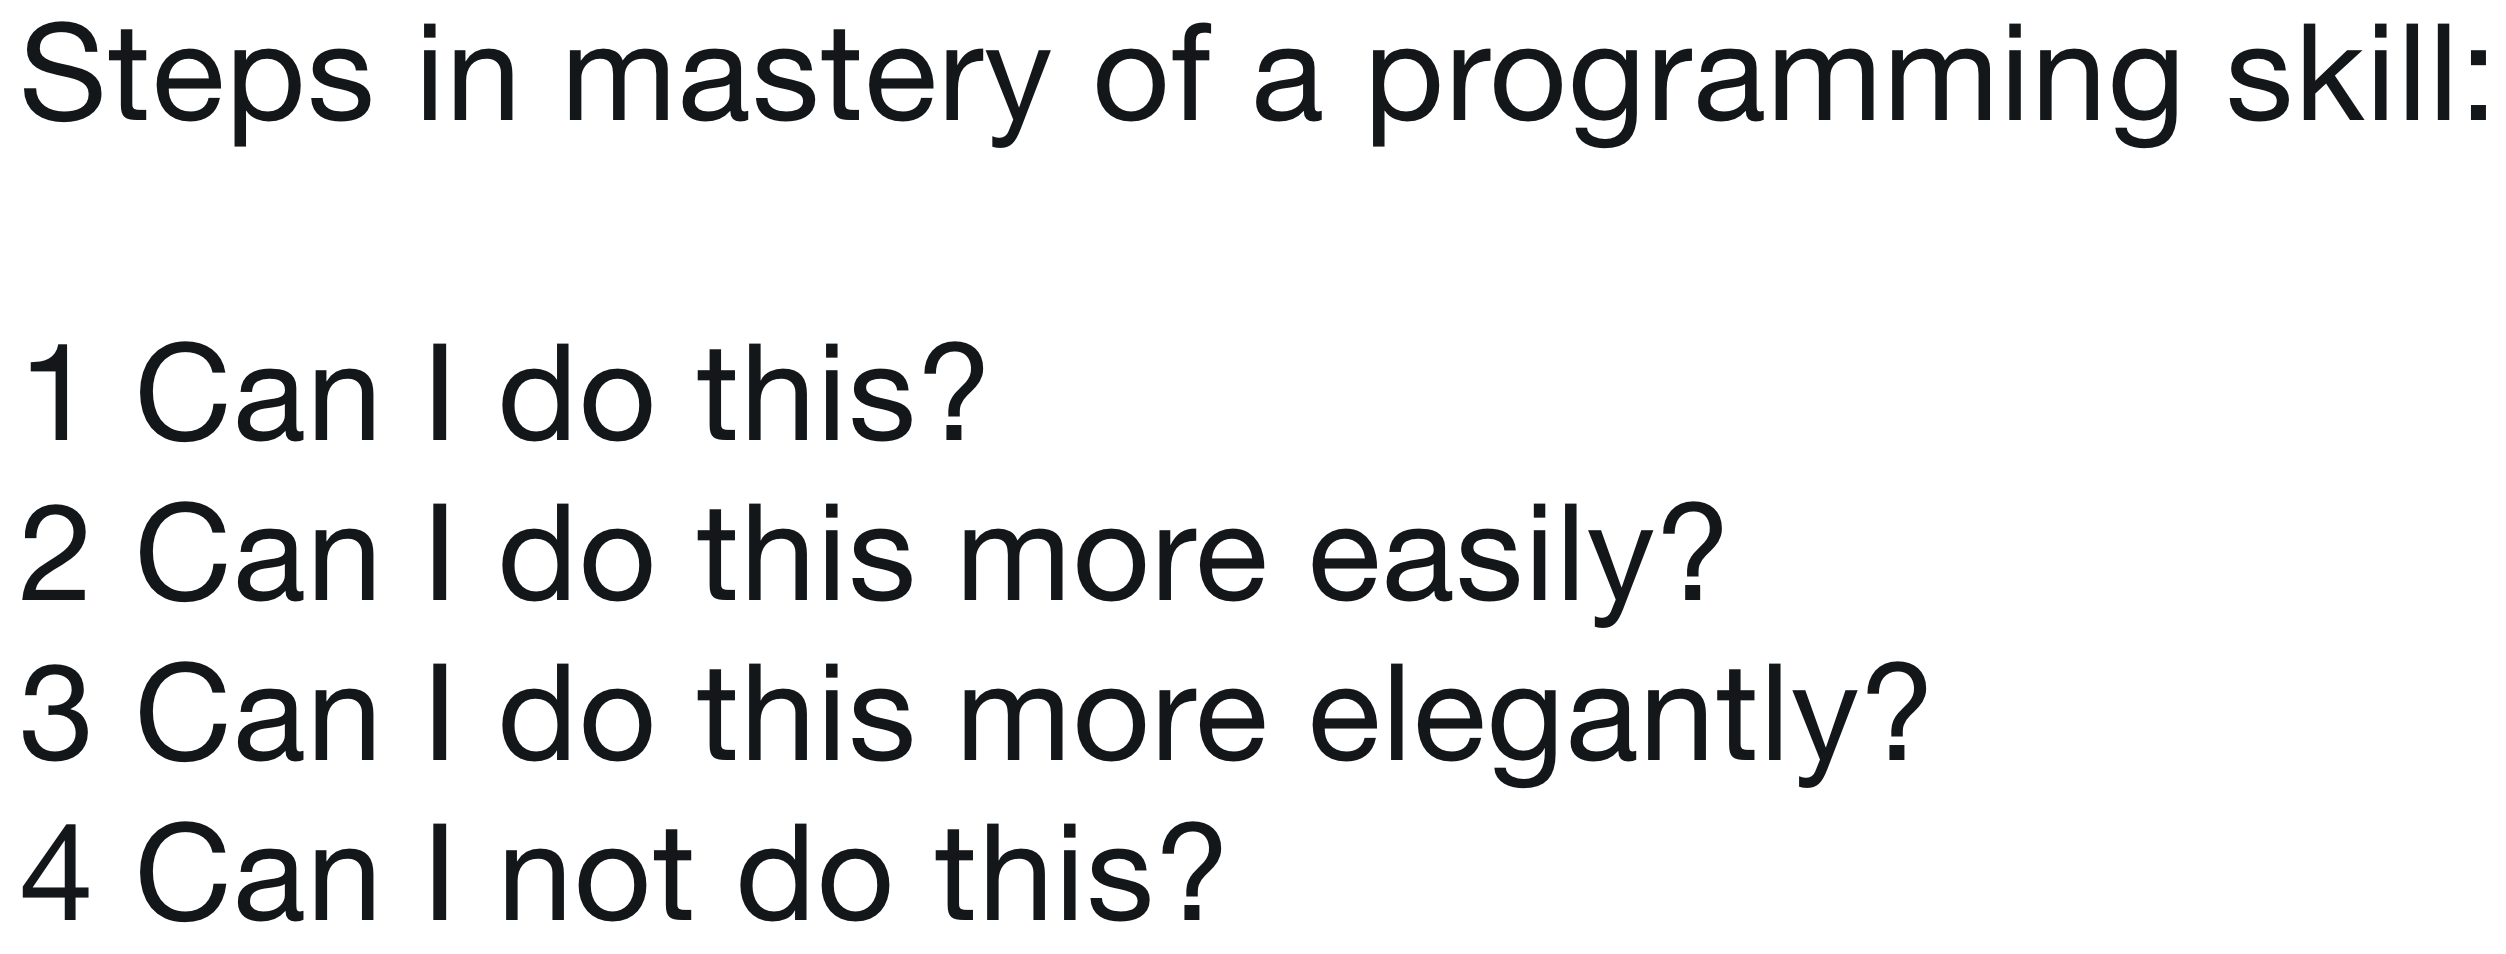 Steps in mastery of a programming skill:
1 Can I do this?
2 Can I do this more easily?
3 Can I do this more elegantly?
4 Can I not do this?